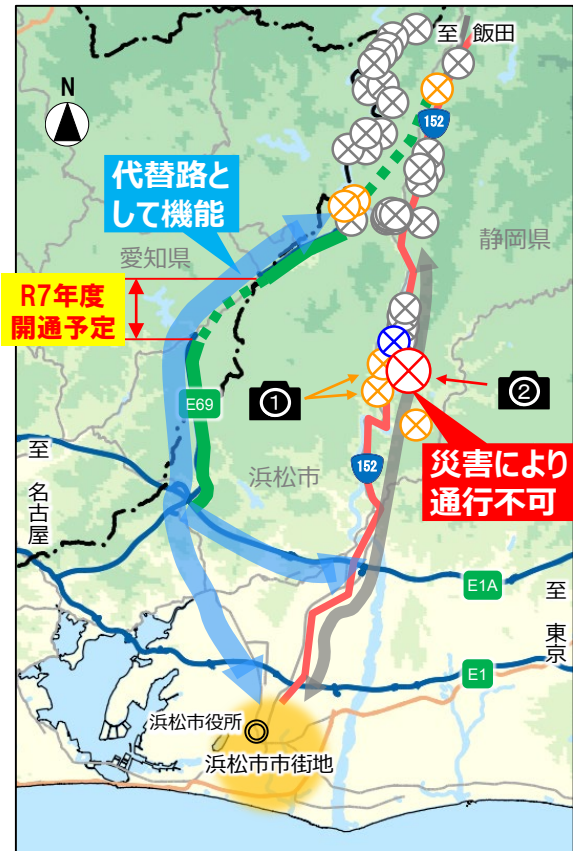 至 飯田
N
152
代替路と
して機能
愛知県
静岡県
R7年度
開通予定
E69
①
②
災害により
通行不可
至 名古屋
浜松市
152
E1A
至 東京
E1
浜松市役所
浜松市市街地